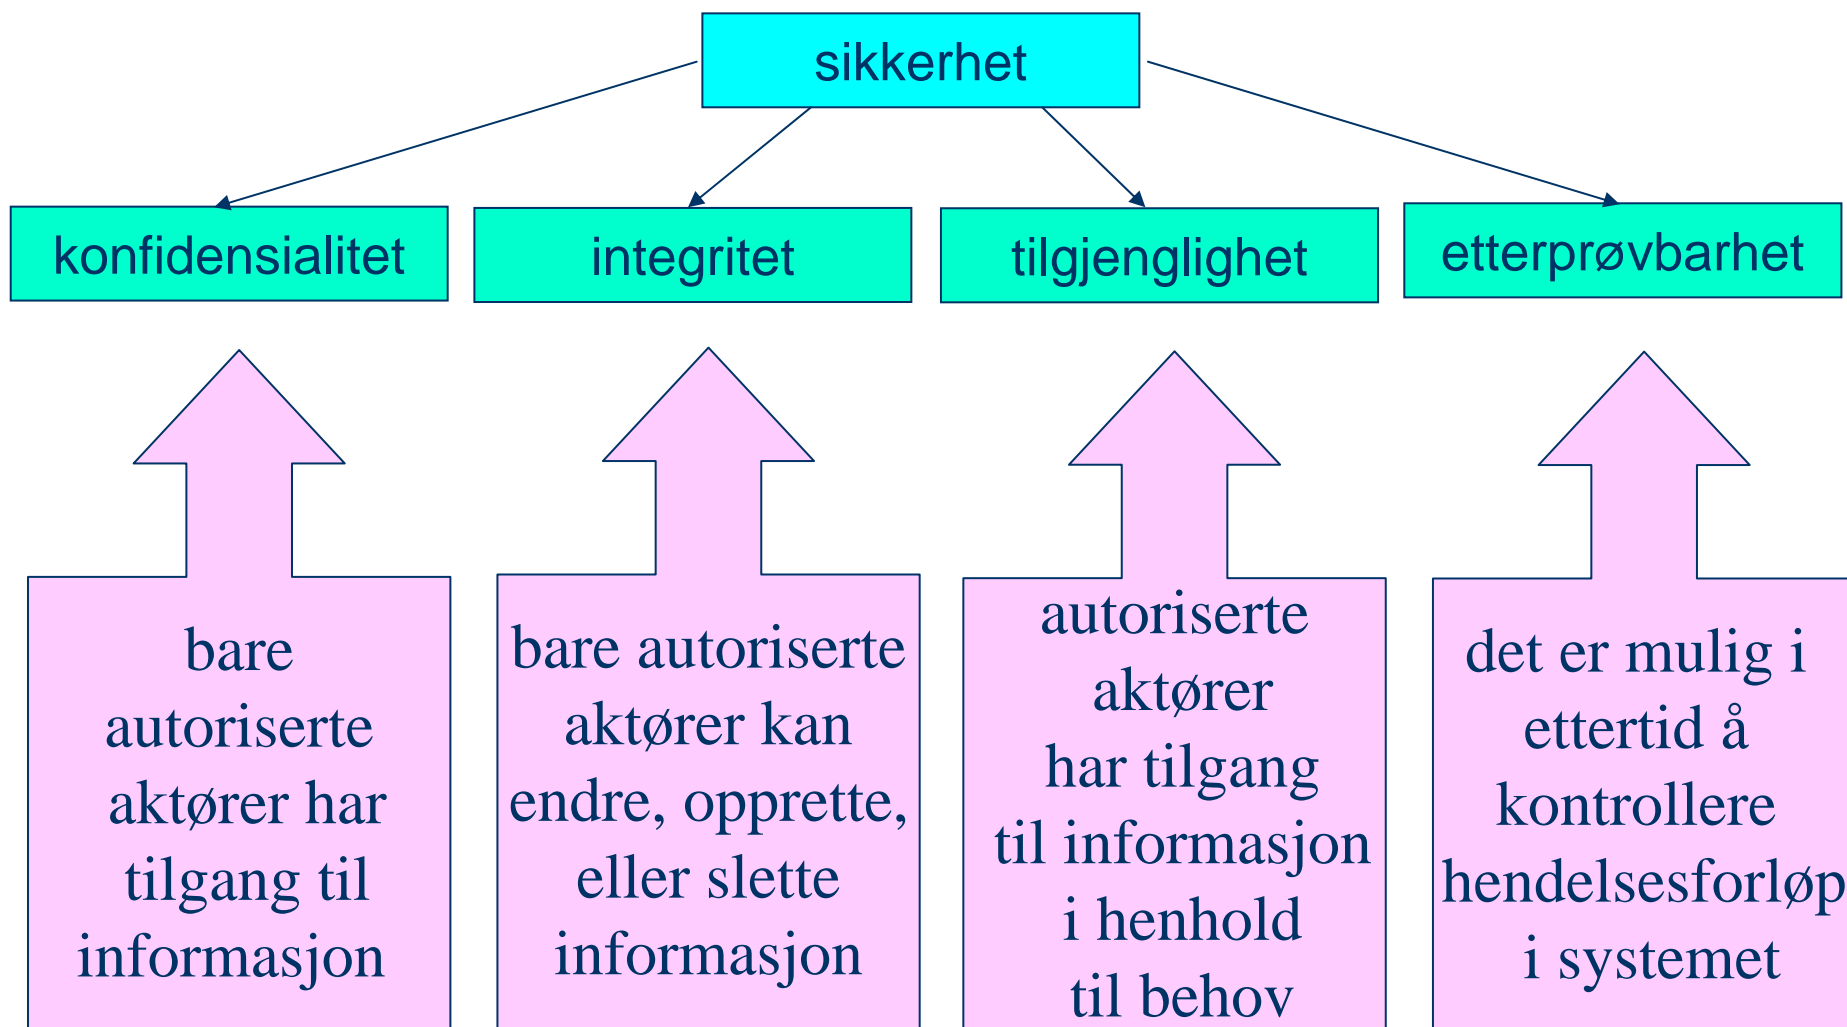 sikkerhet
konfidensialitet
integritet
tilgjenglighet
etterprøvbarhet
bare
autoriserte
aktører har
tilgang til
informasjon
bare autoriserte
aktører kan
endre, opprette,
eller slette
informasjon
autoriserte
aktører
har tilgang
til informasjon
i henhold
til behov
det er mulig i
ettertid å
kontrollere
hendelsesforløp
i systemet